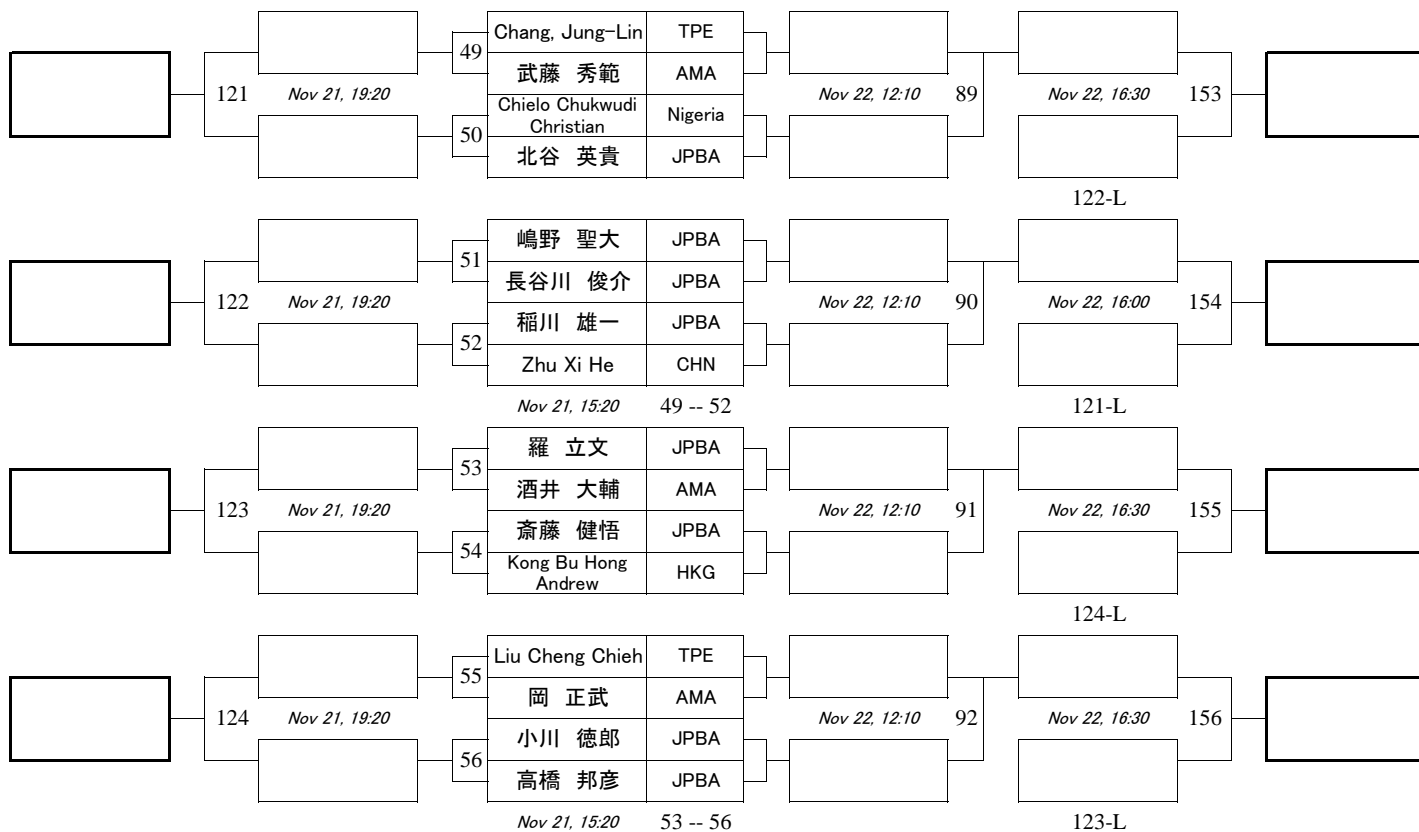 49 Chang, Jung-Lin TPE
武藤 秀範 AMA
121 Nov 21, 19:20 Nov 22, 12:10 89 Nov 22, 16:30 153
50 Chielo Chukwudi Christian Nigeria
北谷 英貴 JPBA
122-L
51 嶋野 聖大 JPBA
長谷川 俊介 JPBA
122 Nov 21, 19:20 Nov 22, 12:10 90 Nov 22, 16:00 154
52 稲川 雄一 JPBA
Zhu Xi He CHN
Nov 21, 15:20 49 -- 52 121-L
53 羅 立文 JPBA
酒井 大輔 AMA
123 Nov 21, 19:20 Nov 22, 12:10 91 Nov 22, 16:30 155
54 斎藤 健悟 JPBA
Kong Bu Hong Andrew HKG
124-L
55 Liu Cheng Chieh TPE
岡 正武 AMA
124 Nov 21, 19:20 Nov 22, 12:10 92 Nov 22, 16:30 156
56 小川 徳郎 JPBA
高橋 邦彦 JPBA
Nov 21, 15:20 53 -- 56 123-L